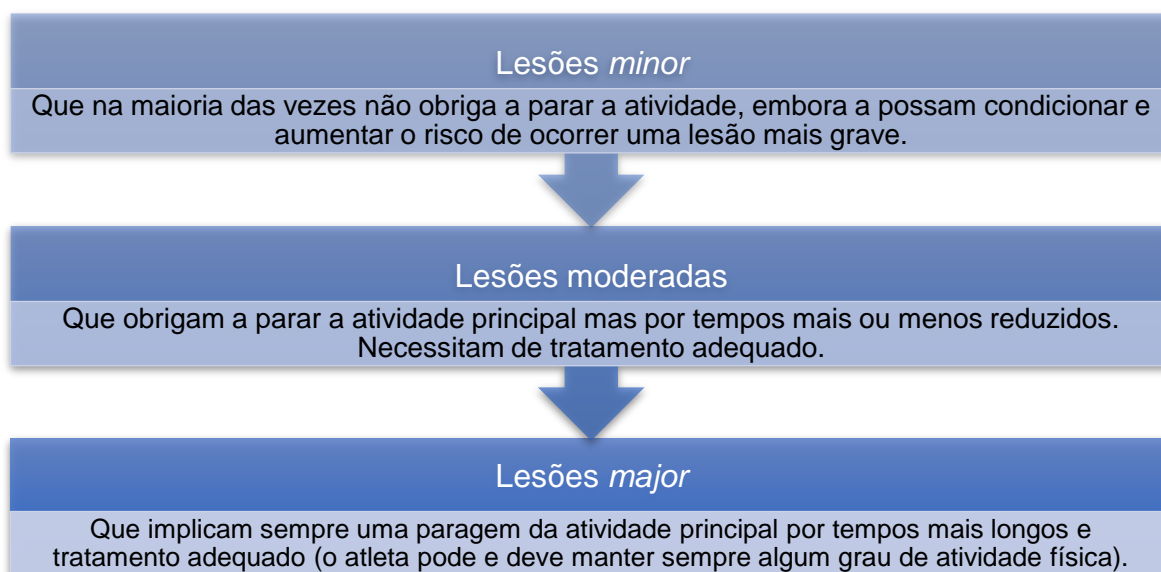 Lesões minor
Que na maioria das vezes não obriga a parar a atividade, embora a possam condicionar e
aumentar o risco de ocorrer uma lesão mais grave.
Lesões moderadas
Que obrigam a parar a atividade principal mas por tempos mais ou menos reduzidos.
Necessitam de tratamento adequado.
Lesões major
Que implicam sempre uma paragem da atividade principal por tempos mais longos e
tratamento adequado (o atleta pode e deve manter sempre algum grau de atividade física).